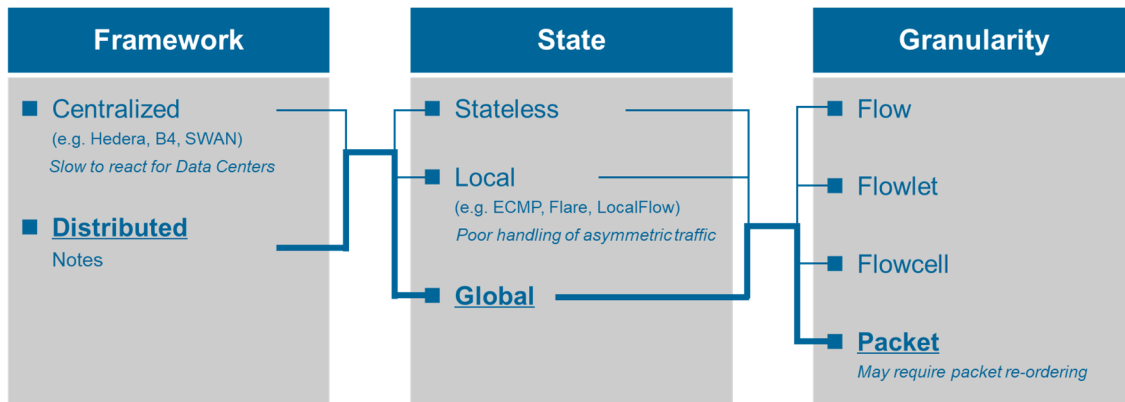 Framework
Centralized
(e.g. Hedera, B4, SWAN)
Slow to react for Data Centers
Distributed
Notes
State
Stateless
Local
(e.g. ECMP, Flare, LocalFlow)
Poor handling of asymmetric traffic
Global
Granularity
Flow
Flowlet
Flowcell
Packet
May require packet re-ordering